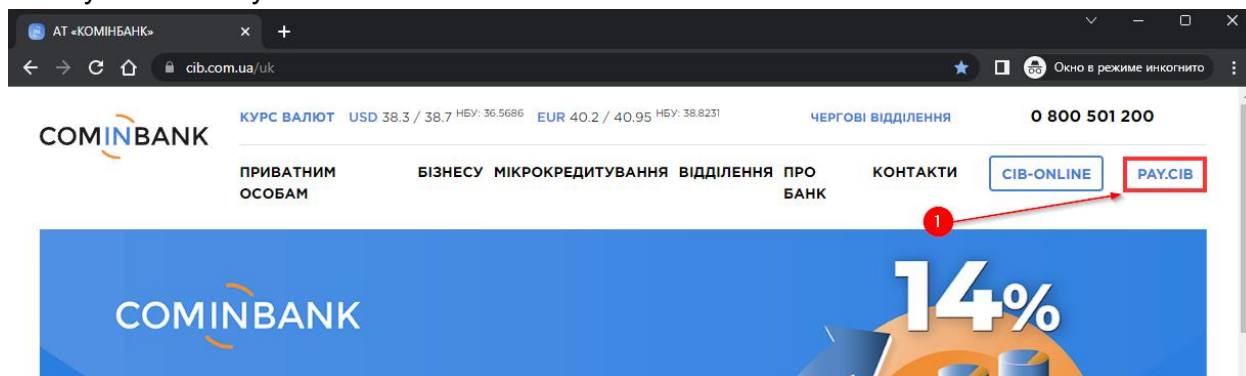 АТ «КОМІНБАНК»
cib.com.ua/uk
Окно в режиме инкогнито
COMINBANK
КУРС ВАЛЮТ USD 38.3 / 38.7 НБУ: 36.5686 EUR 40.2 / 40.95 НБУ: 38.8231
ЧЕРГОВІ ВІДДІЛЕННЯ
0 800 501 200
ПРИВАТНИМ
ОСОБАМ
БІЗНЕСУ
МІКРОКРЕДИТУВАННЯ
ВІДДІЛЕННЯ
ПРО
БАНК
КОНТАКТИ
CIB-ONLINE
PAY.CIB
1
COMINBANK
14%